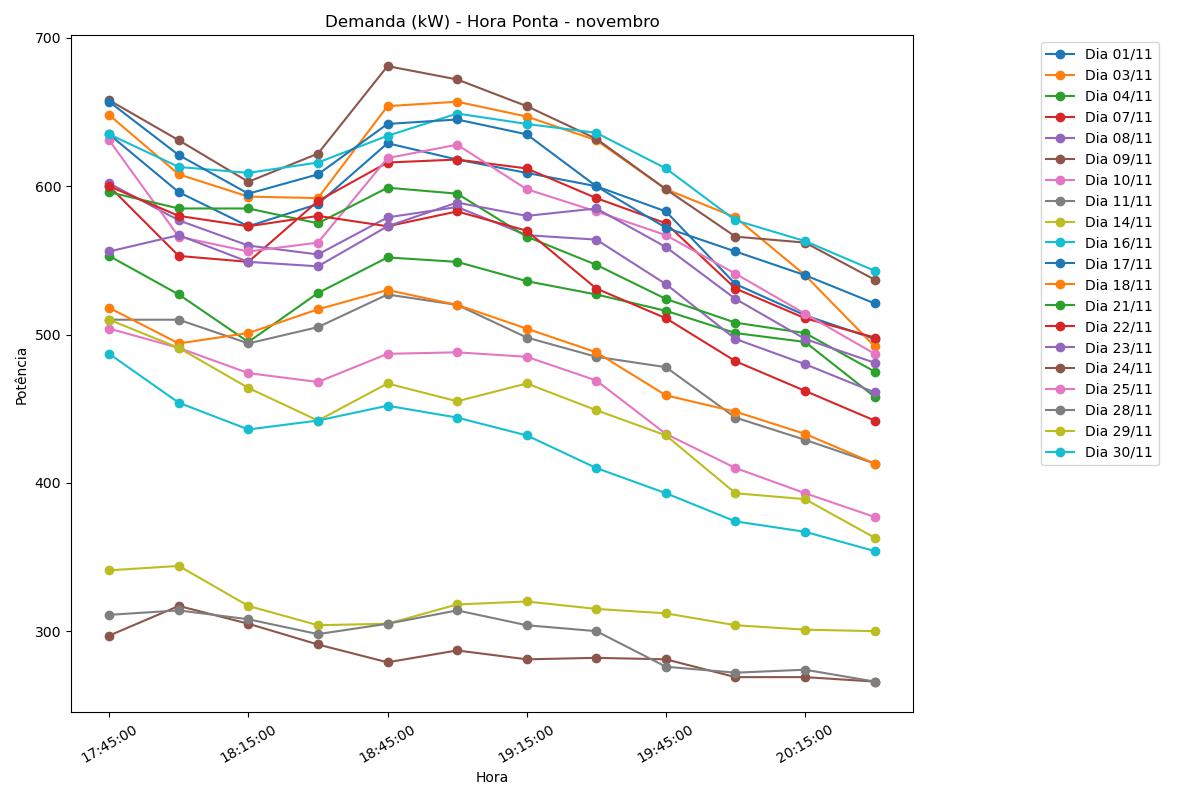 Demanda (kW) - Hora Ponta - novembro
700
600
500
400
300
Potência
17:45:00
18:15:00
18:45:00
19:15:00
19:45:00
20:15:00
Hora
Dia 01/11
Dia 03/11
Dia 04/11
Dia 07/11
Dia 08/11
Dia 09/11
Dia 10/11
Dia 11/11
Dia 14/11
Dia 16/11
Dia 17/11
Dia 18/11
Dia 21/11
Dia 22/11
Dia 23/11
Dia 24/11
Dia 25/11
Dia 28/11
Dia 29/11
Dia 30/11